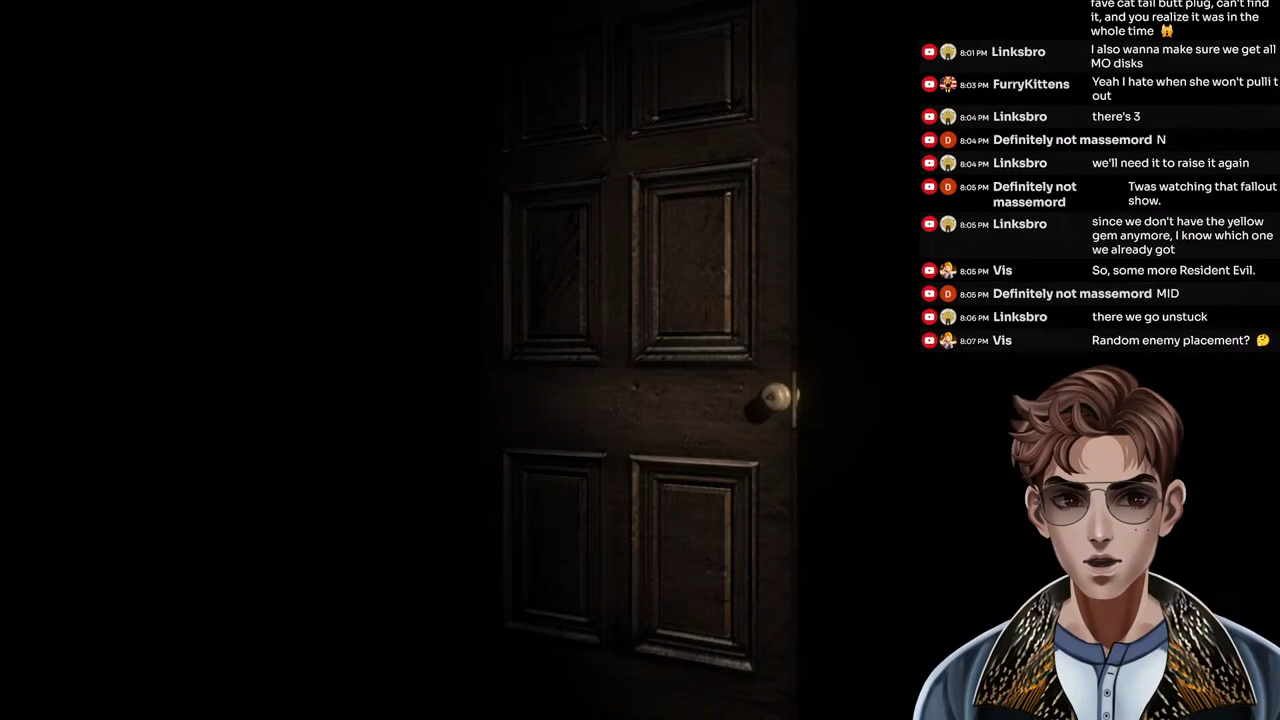 fave cat tail butt plug, can't find
it, and you realize it was in the
whole time
8:01 PM Linksbro I also wanna make sure we get all
MO disks
8:03 PM FurryKittens Yeah I hate when she won't pulli t
out
8:04 PM Linksbro there's 3
D 8:04 PM Definitely not massemord N
8:04 PM Linksbro we'll need it to raise it again
D 8:05 PM Definitely not massemord Twas watching that fallout
show.
8:05 PM Linksbro since we don't have the yellow
gem anymore, I know which one
we already got
8:05 PM Vis So, some more Resident Evil.
D 8:05 PM Definitely not massemord MID
8:06 PM Linksbro there we go unstuck
8:07 PM Vis Random enemy placement?